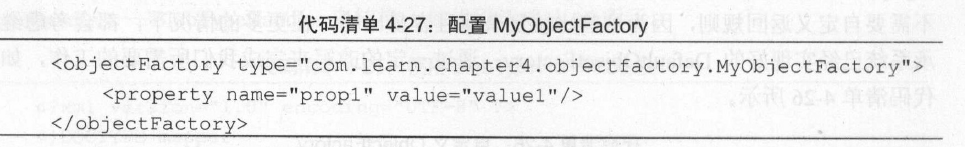 代码清单 4-27：配置 MyObjectFactory
<objectFactory type="com.learn.chapter4.objectfactory.MyObjectFactory">
<property name="prop1" value="value1"/>
</objectFactory>